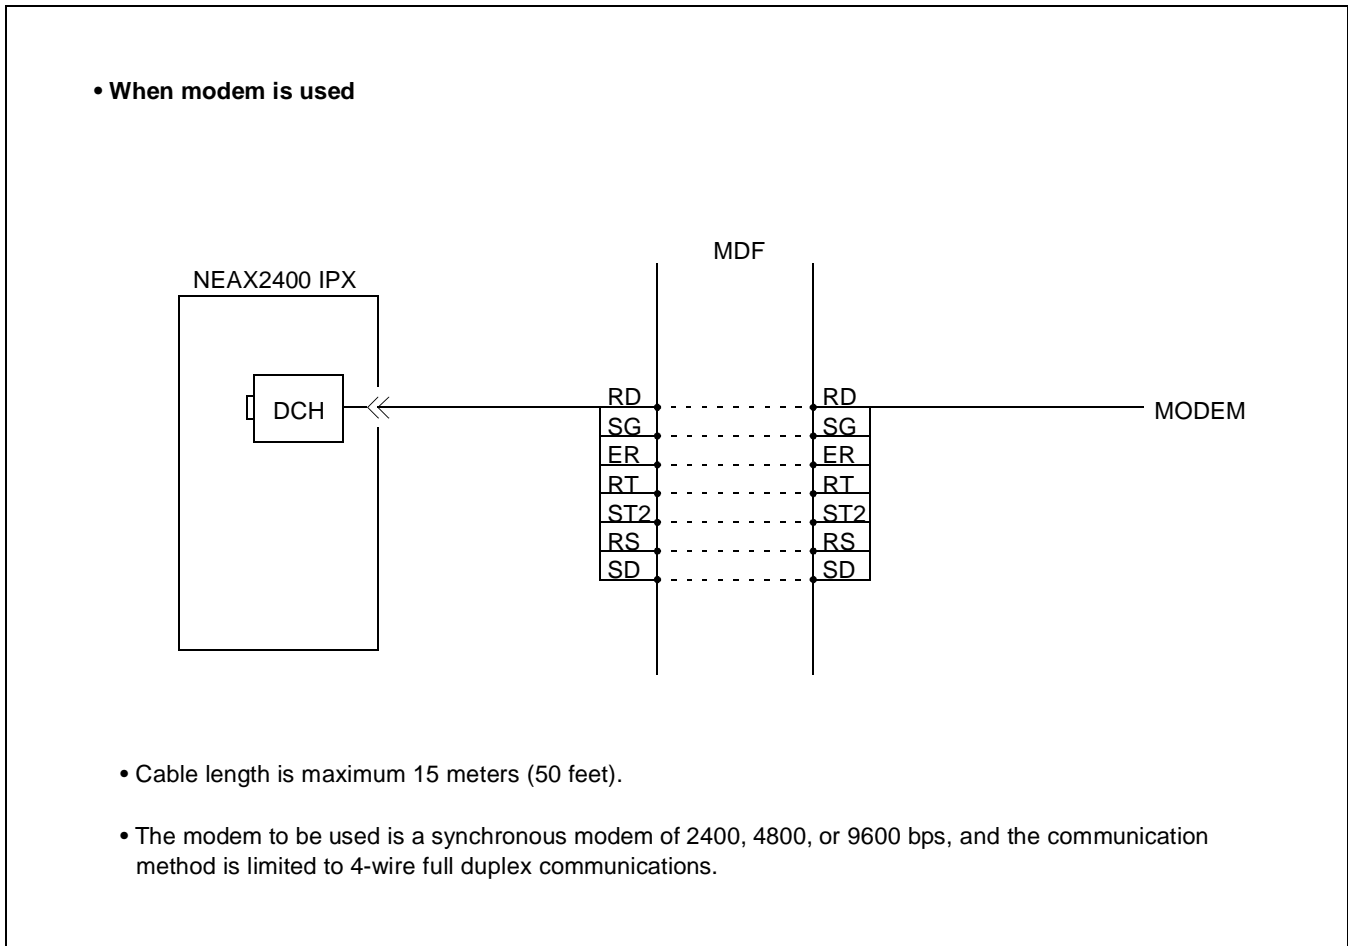 • When modem is used
MDF
NEAX2400 IPX
DCH
RD RD
MODEM
SG SG
ER ER
RT RT
ST2 ST2
RS RS
SD SD
• Cable length is maximum 15 meters (50 feet).
• The modem to be used is a synchronous modem of 2400, 4800, or 9600 bps, and the communication
method is limited to 4-wire full duplex communications.